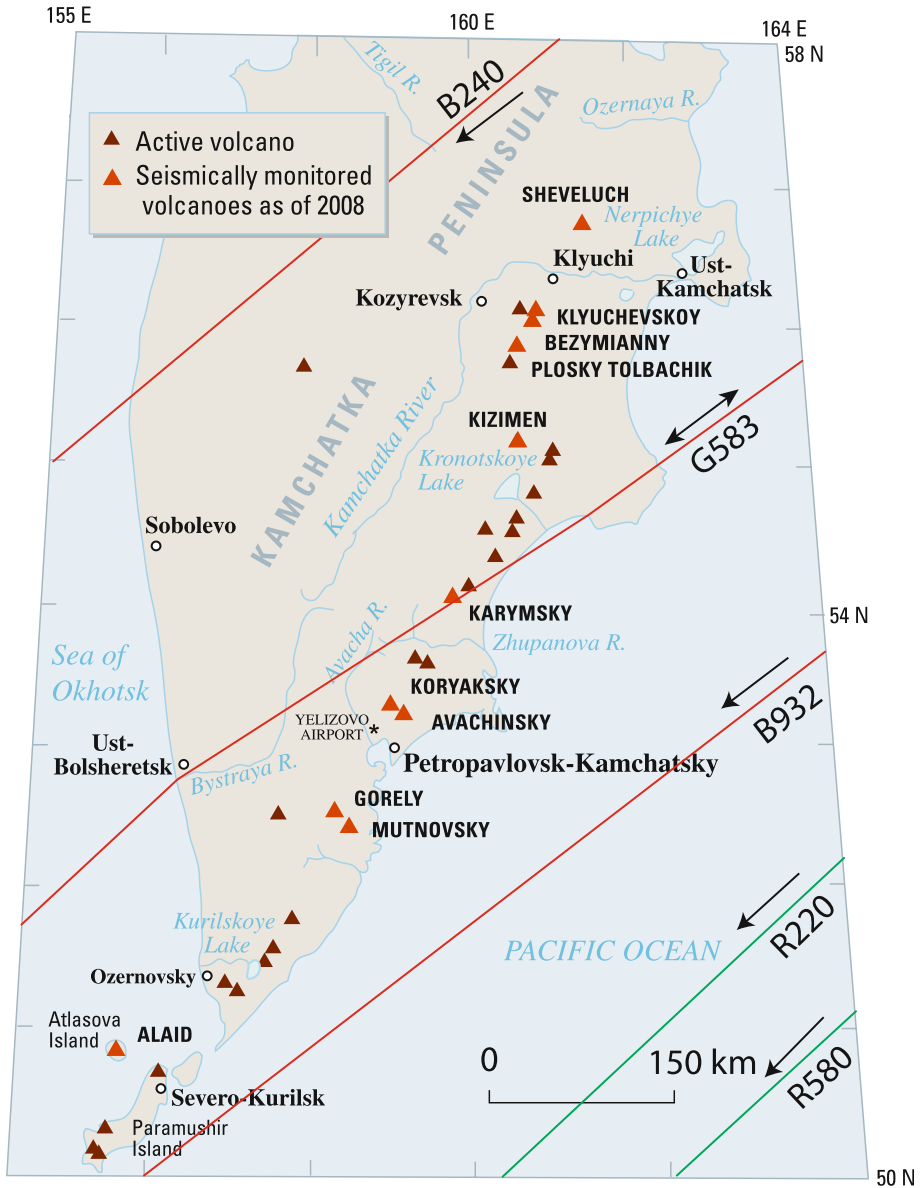 155 E
160 E
164 E
58 N
Tigil R.
B240
Ozernaya R.
PENINSULA
Active volcano
Seismically monitored
volcanoes as of 2008
SHEVELUCH
Nerpichye
Lake
Klyuchi
Ust-
Kamchatsk
Kozyrevsk
KLYUCHEVSKOY
BEZYMIANNY
PLOSKY TOLBACHIK
KAMCHATKA
Kamchatka River
KIZIMEN
Kronotskoye
Lake
G583
Sobolevo
KARYMSKY
54 N
Avacha R.
Zhupanova R.
Sea of
Okhotsk
KORYAKSKY
B932
YELIZOVO
AIRPORT *
AVACHINSKY
Ust-
Bolsheretsk
Bystraya R.
Petropavlovsk-Kamchatsky
GORELY
MUTNOVSKY
Kurilskoye
Lake
PACIFIC OCEAN
R220
Ozernovsky
Atlasova
Island
ALAID
0
150 km
R580
Severo-Kurilsk
Paramushir
Island
50 N